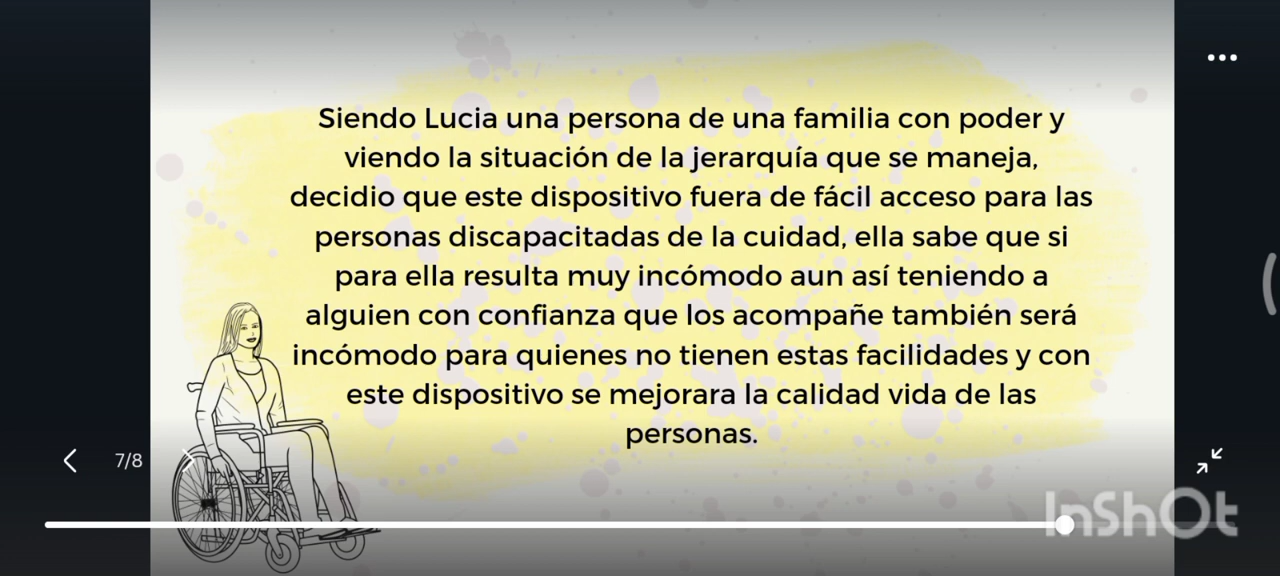 Siendo Lucia una persona de una familia con poder y
viendo la situación de la jerarquía que se maneja,
decidio que este dispositivo fuera de fácil acceso para las
personas discapacitadas de la cuidad, ella sabe que si
para ella resulta muy incómodo aun así teniendo a
alguien con confianza que los acompañe también será
incómodo para quienes no tienen estas facilidades y con
este dispositivo se mejorara la calidad vida de las
personas.
7/8
InShOt